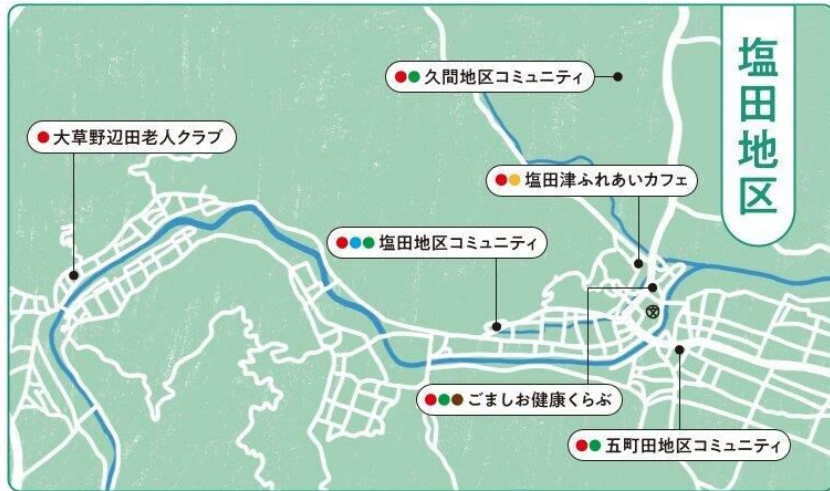 塩田地区
久間地区コミュニティ
大草野辺田老人クラブ
塩田津ふれあいカフェ
塩田地区コミュニティ
ごましお健康くらぶ
五町田地区コミュニティ